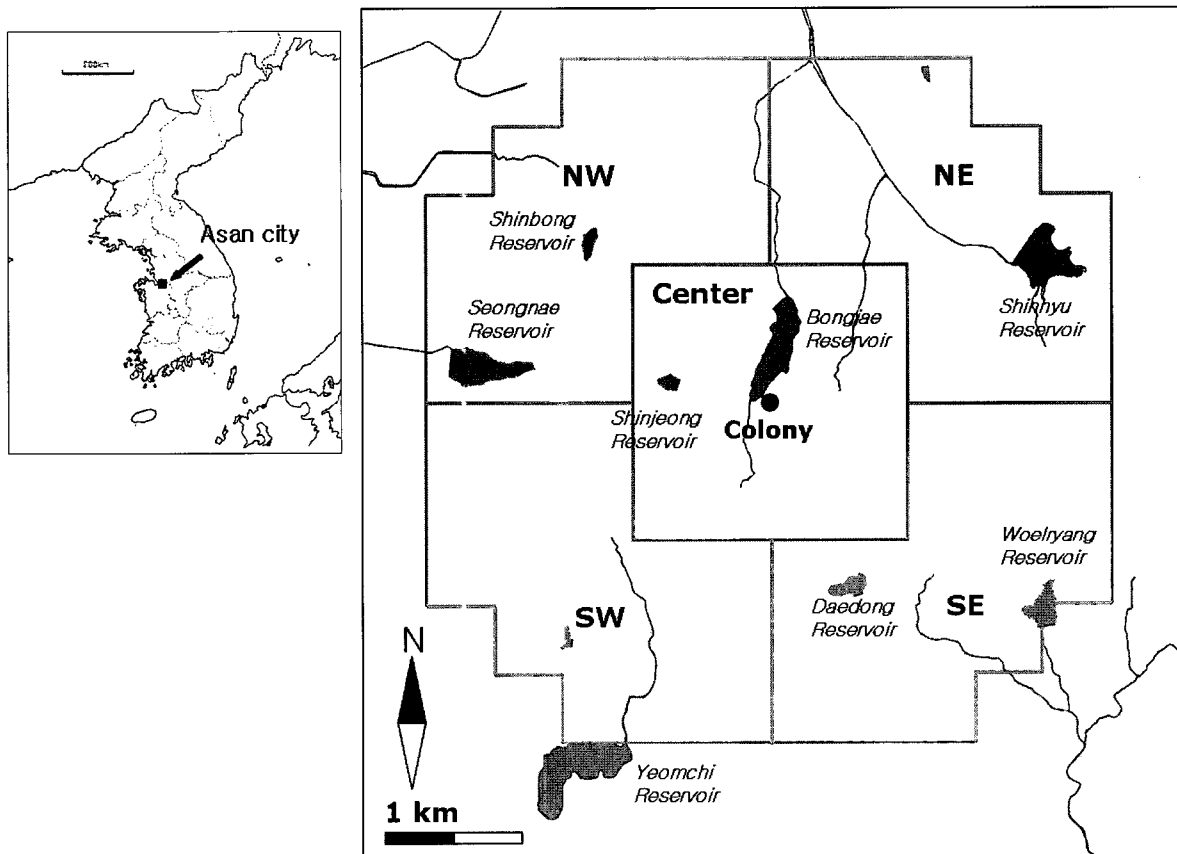 200km
Asan city
NW
NE
Shinbong
Reservoir
Center
Seongnae
Reservoir
Bongjae
Reservoir
Shinhyu
Reservoir
Shinjeong
Reservoir
Colony
Woelryang
Reservoir
Daedong
Reservoir
SE
SW
N
Yeomchi
Reservoir
1 km